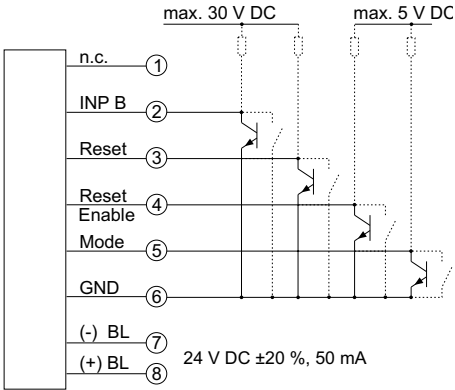 max. 30 V DC
max. 5 V DC
n.c.
1
INP B
2
Reset
3
Reset
Enable
4
Mode
5
GND
6
(-) BL
7
24 V DC ±20 %, 50 mA
(+) BL
8